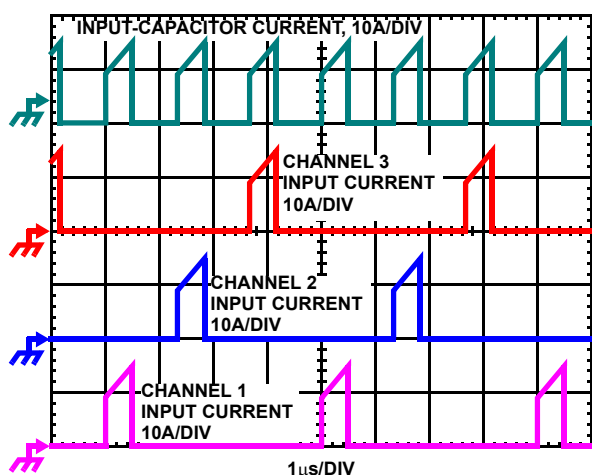 INPUT-CAPACITOR CURRENT, 10A/DIV
CHANNEL 3
INPUT CURRENT
10A/DIV
CHANNEL 2
INPUT CURRENT
10A/DIV
CHANNEL 1
INPUT CURRENT
10A/DIV
1μs/DIV